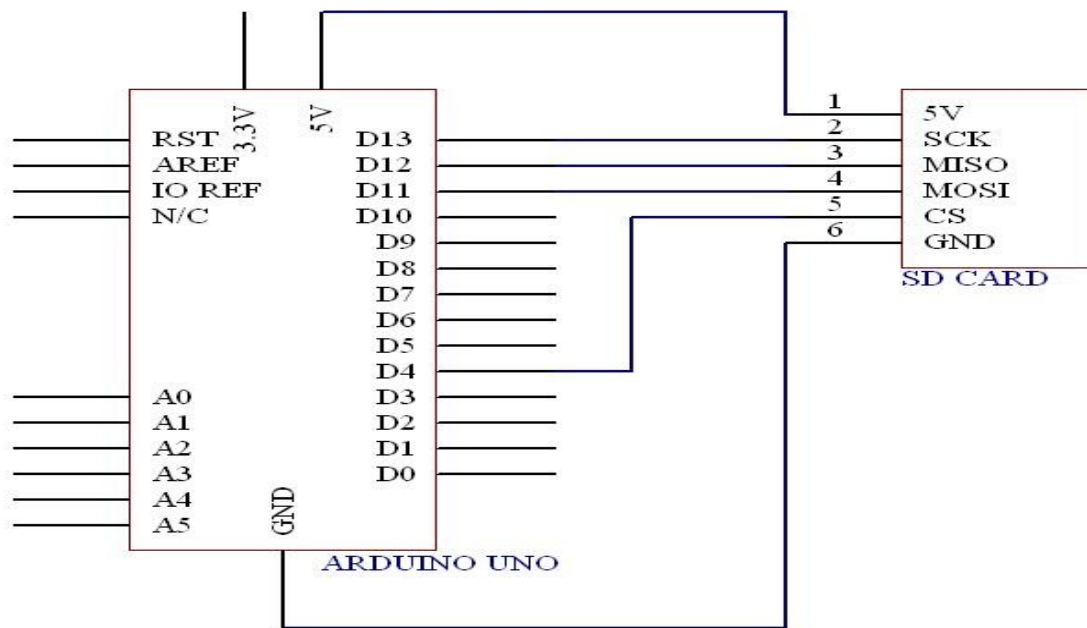 3.3V
5V
RST
AREF
IO REF
N/C
A0
A1
A2
A3
A4
A5
GND
D13
D12
D11
D10
D9
D8
D7
D6
D5
D4
D3
D2
D1
D0
ARDUINO UNO
1 5V
2 SCK
3 MISO
4 MOSI
5 CS
6 GND
SD CARD